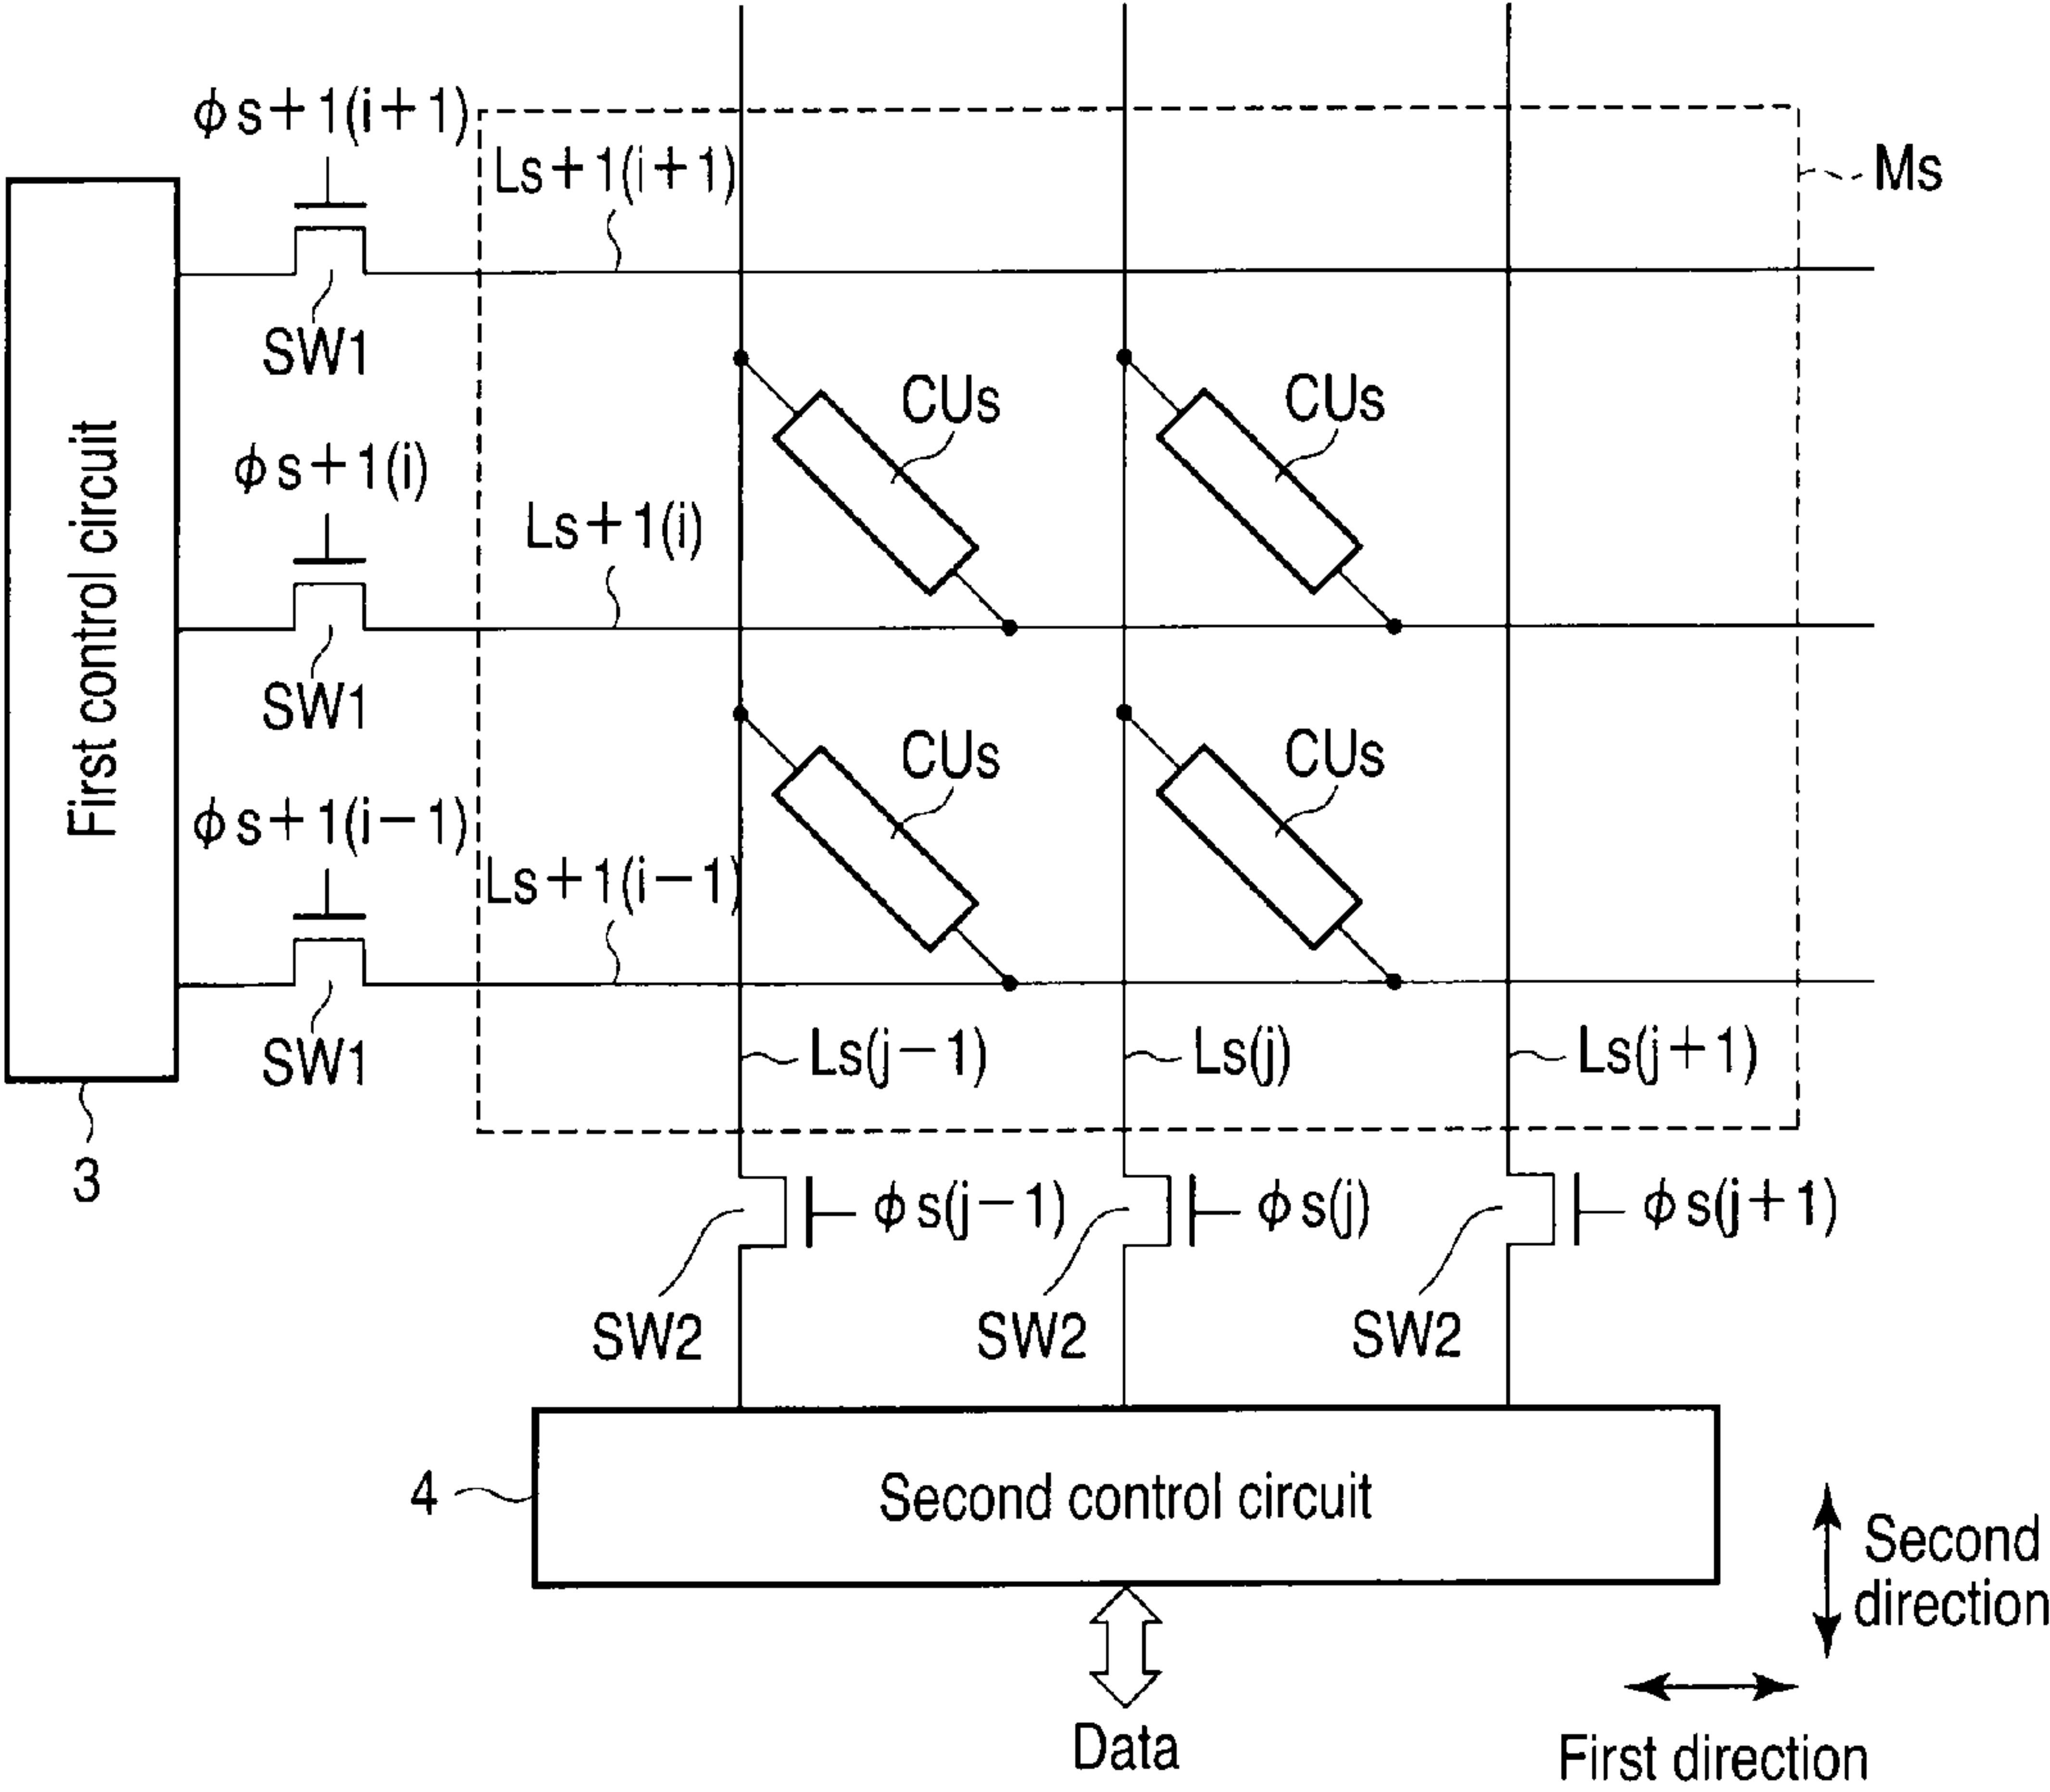 ϕs+1(i+1)
Ls+1(i+1)
Ms
SW1
CUs
CUs
First control circuit
ϕs+1(i)
Ls+1(i)
SW1
CUs
CUs
ϕs+1(i−1)
Ls+1(i−1)
SW1
Ls(j−1)
Ls(j)
Ls(j+1)
3
ϕs(j−1)
ϕs(j)
ϕs(j+1)
SW2
SW2
SW2
4
Second control circuit
Second
direction
Data
First direction